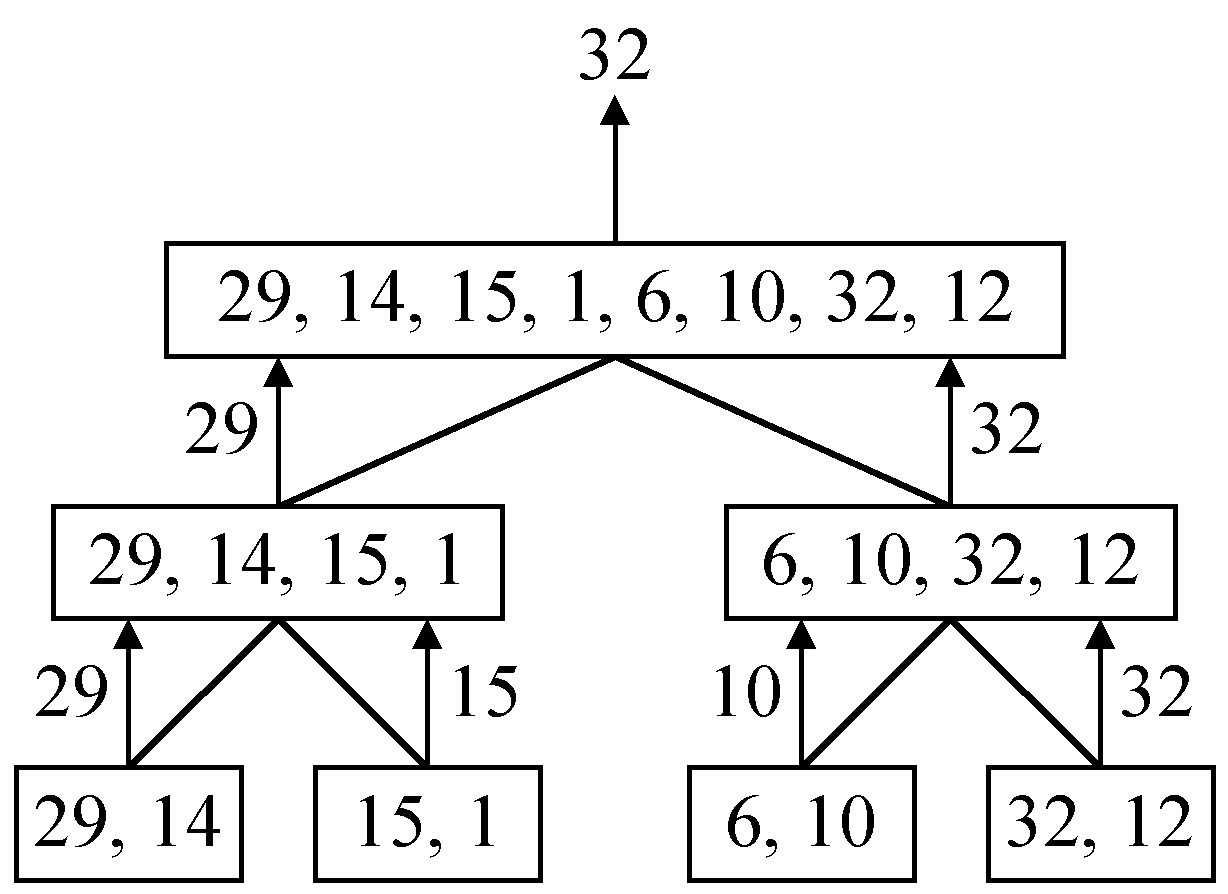 32
29, 14, 15, 1, 6, 10, 32, 12
29 32
29, 14, 15, 1 6, 10, 32, 12
29 15 10 32
29, 14 15, 1 6, 10 32, 12